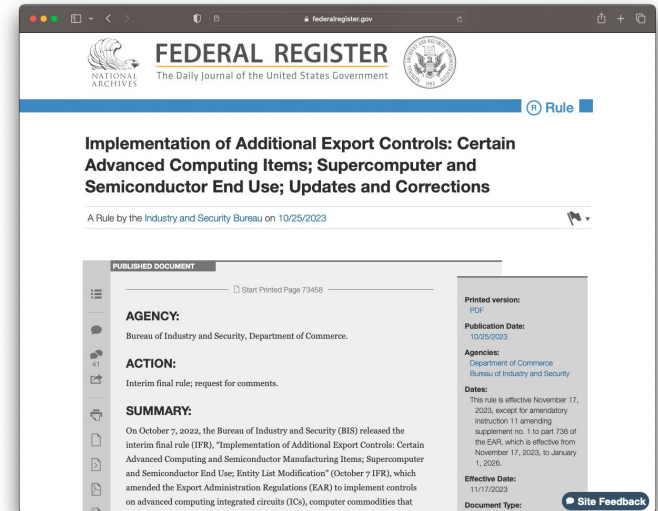 federalregister.gov
NATIONAL
ARCHIVES
FEDERAL REGISTER
The Daily Journal of the United States Government
R Rule
Implementation of Additional Export Controls: Certain
Advanced Computing Items; Supercomputer and
Semiconductor End Use; Updates and Corrections
A Rule by the Industry and Security Bureau on 10/25/2023
PUBLISHED DOCUMENT
Start Printed Page 73458
AGENCY:
Bureau of Industry and Security, Department of Commerce.
41
ACTION:
Interim final rule; request for comments.
SUMMARY:
On October 7, 2022, the Bureau of Industry and Security (BIS) released the
interim final rule (IFR), “Implementation of Additional Export Controls: Certain
Advanced Computing and Semiconductor Manufacturing Items; Supercomputer
and Semiconductor End Use; Entity List Modification” (October 7 IFR), which
amended the Export Administration Regulations (EAR) to implement controls
on advanced computing integrated circuits (ICs), computer commodities that
Printed version:
PDF
Publication Date:
10/25/2023
Agencies:
Department of Commerce
Bureau of Industry and Security
Dates:
This rule is effective November 17,
2023, except for amendatory
instruction 11 amending
supplement no. 1 to part 736 of
the EAR, which is effective from
November 17, 2023, to January
1, 2026.
Effective Date:
11/17/2023
Document Type:
Site Feedback